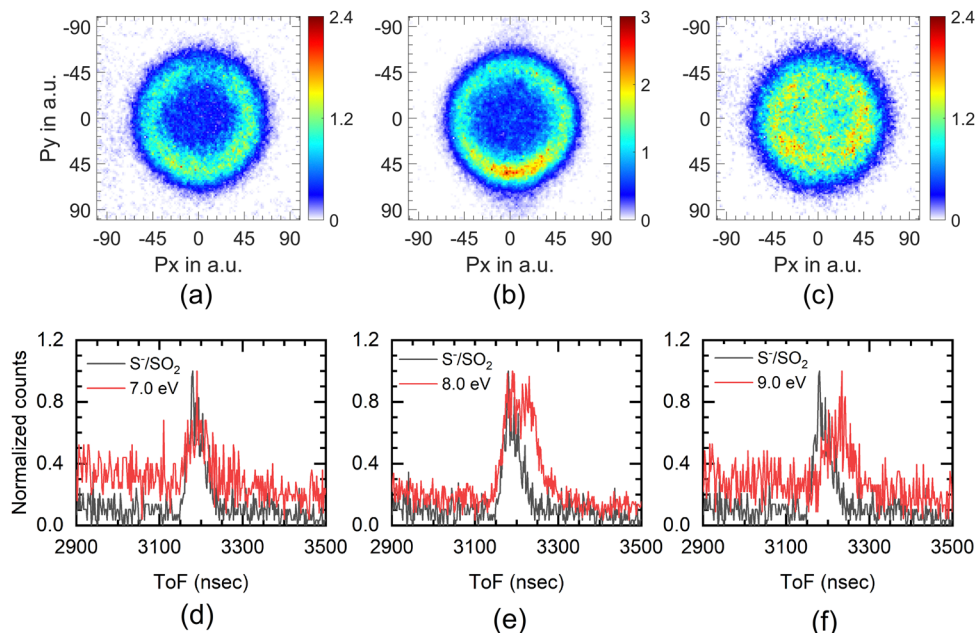 -90
-45
0
45
90
Py in a.u.
-90 -45 0 45 90
Px in a.u.
2.4
1.2
0
(a)
-90
-45
0
45
90
-90 -45 0 45 90
Px in a.u.
3
2
1
0
(b)
-90
-45
0
45
90
-90 -45 0 45 90
Px in a.u.
2.4
1.2
0
(c)
Normalized counts
1.2
0.8
0.4
0.0
S⁻/SO₂
7.0 eV
2900 3100 3300 3500
ToF (nsec)
(d)
1.2
0.8
0.4
0.0
S⁻/SO₂
8.0 eV
2900 3100 3300 3500
ToF (nsec)
(e)
1.2
0.8
0.4
0.0
S⁻/SO₂
9.0 eV
2900 3100 3300 3500
ToF (nsec)
(f)